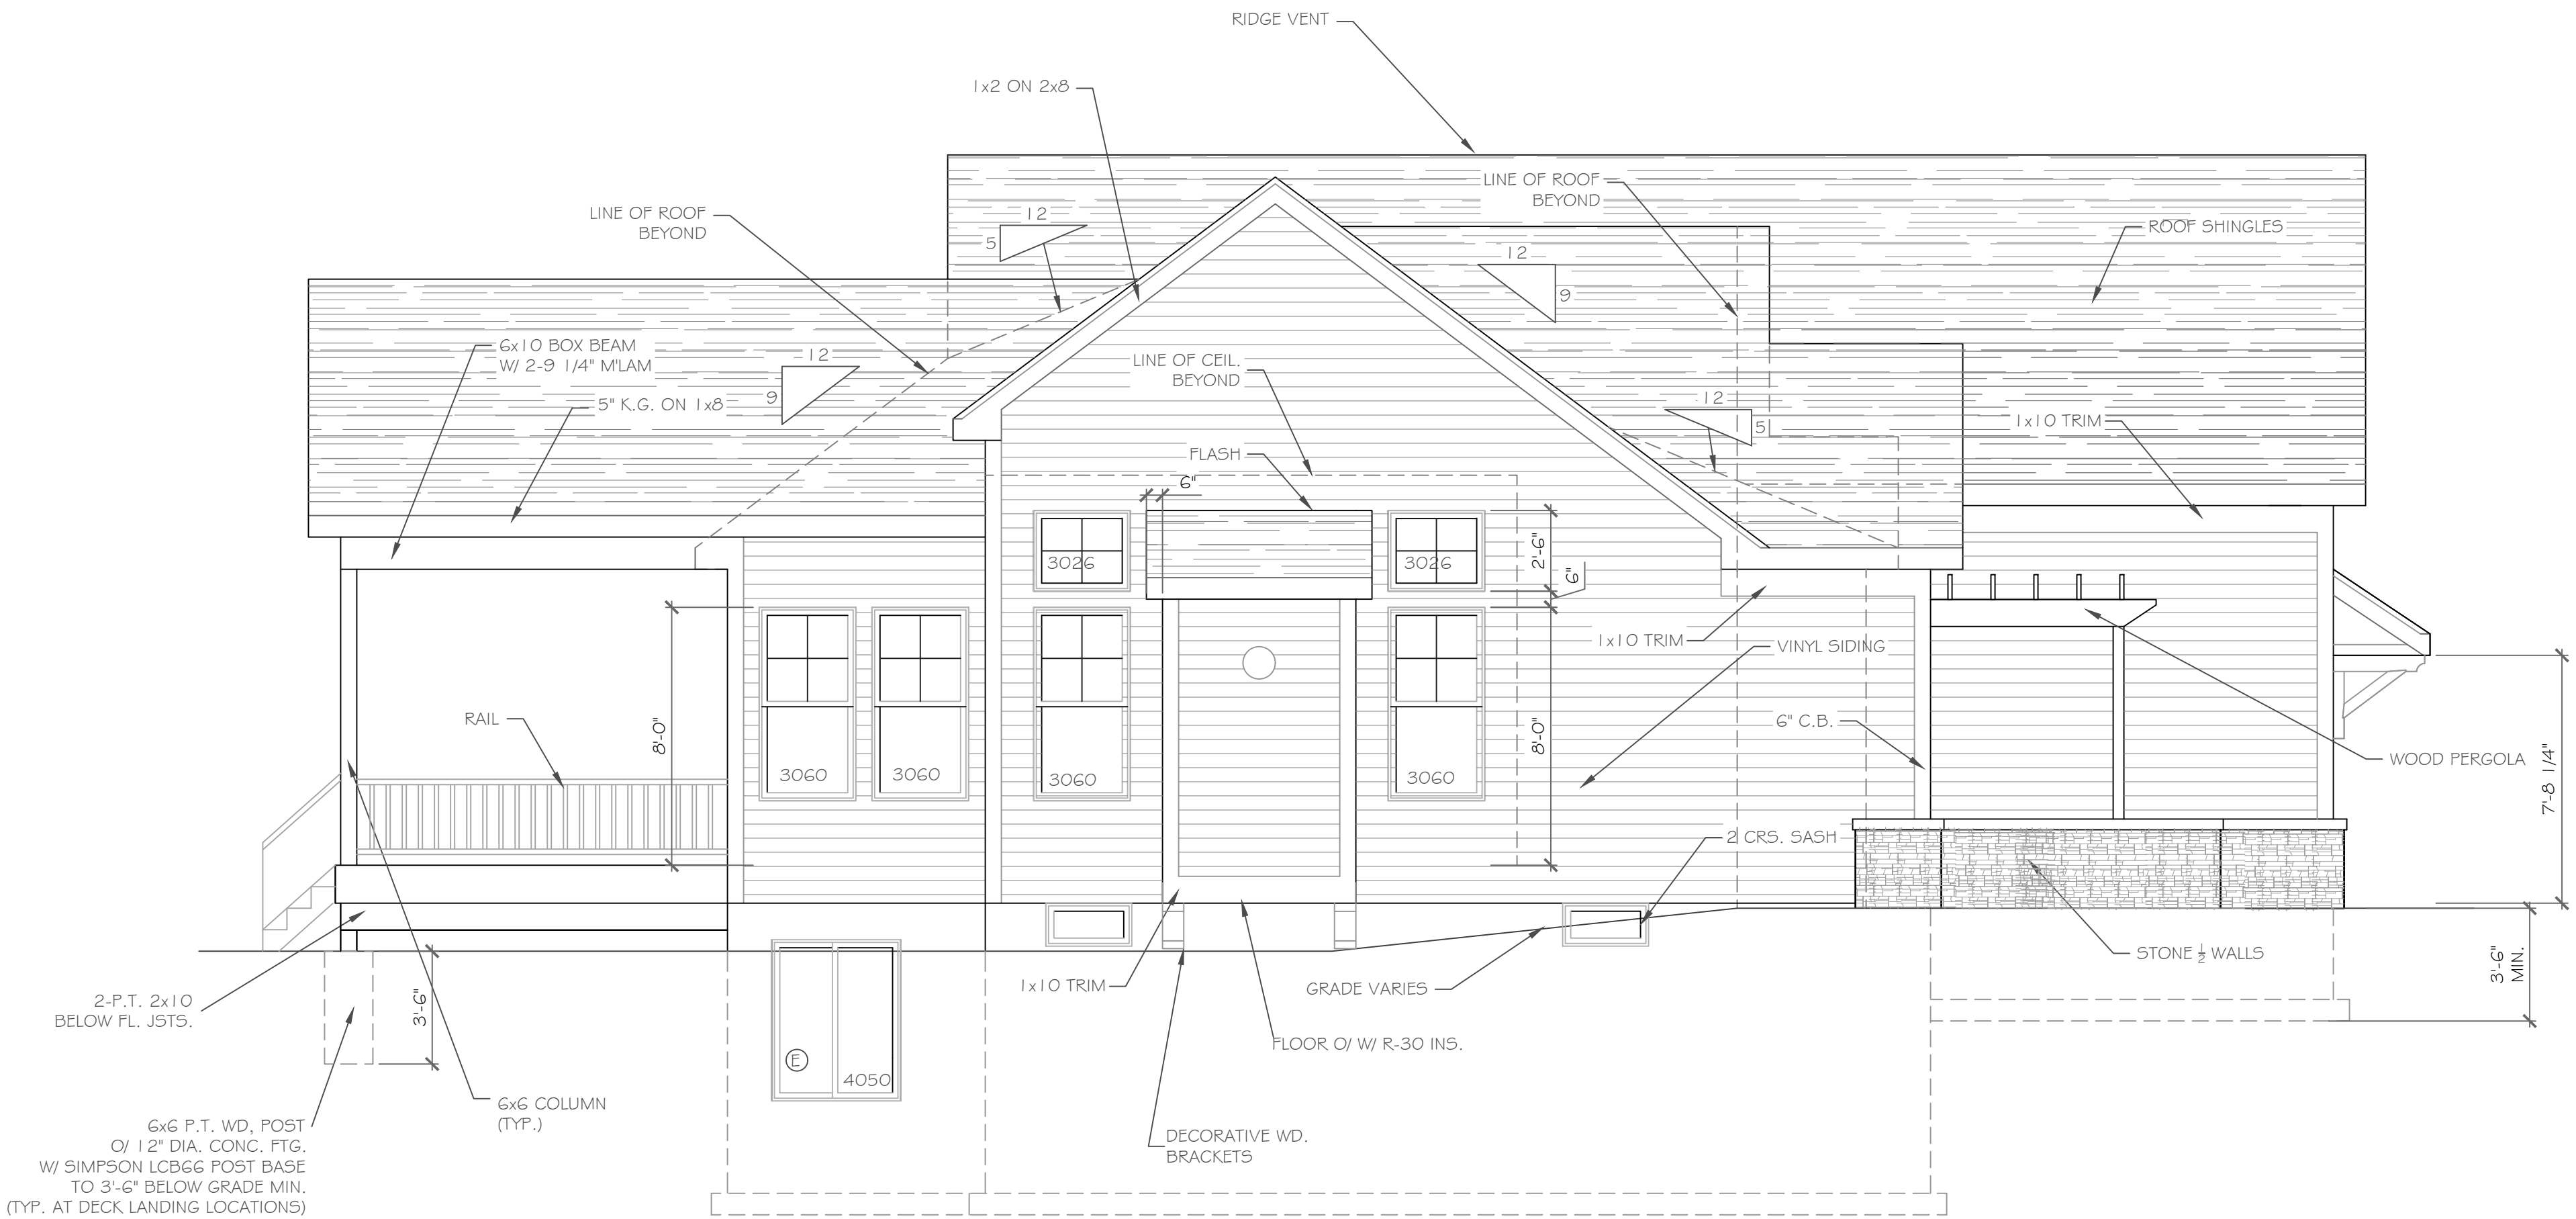 RIDGE VENT
1x2 ON 2x8
LINE OF ROOF
BEYOND
LINE OF ROOF
BEYOND
12
5
ROOF SHINGLES
12
9
6x10 BOX BEAM
W/ 2-9 1/4" M'LAM
12
9
LINE OF CEIL.
BEYOND
5" K.G. ON 1x8
12
5
1x10 TRIM
FLASH
6"
3026
3026
2'-6"
6"
1x10 TRIM
VINYL SIDING
RAIL
8'-0"
8'-0"
6" C.B.
WOOD PERGOLA
7'-8 1/4"
3060
3060
3060
3060
2 CRS. SASH
STONE ½ WALLS
3'-6"
MIN.
1x10 TRIM
GRADE VARIES
2-P.T. 2x10
BELOW FL. JSTS.
3'-6"
FLOOR O/ W/ R-30 INS.
E
4050
6x6 COLUMN
(TYP.)
6x6 P.T. WD, POST
O/ 12" DIA. CONC. FTG.
W/ SIMPSON LCB66 POST BASE
TO 3'-6" BELOW GRADE MIN.
(TYP. AT DECK LANDING LOCATIONS)
DECORATIVE WD.
BRACKETS